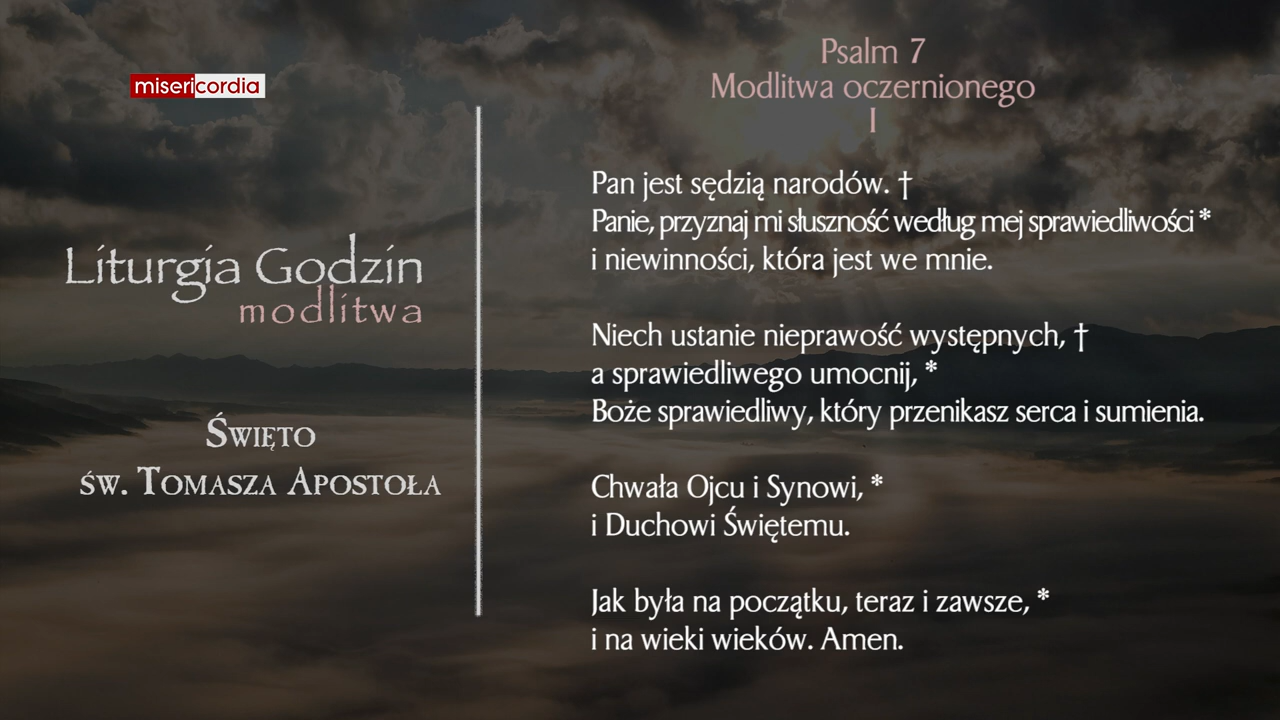 misericordia
Liturgia Godzin
modlitwa
Święto
św. Tomasza Apostoła
Psalm 7
Modlitwa oczernionego
I
Pan jest sędzią narodów. †
Panie, przyznaj mi słuszność według mej sprawiedliwości *
i niewinności, która jest we mnie.
Niech ustanie nieprawość występnych, †
a sprawiedliwego umocnij, *
Boże sprawiedliwy, który przenikasz serca i sumienia.
Chwała Ojcu i Synowi, *
i Duchowi Świętemu.
Jak była na początku, teraz i zawsze, *
i na wieki wieków. Amen.